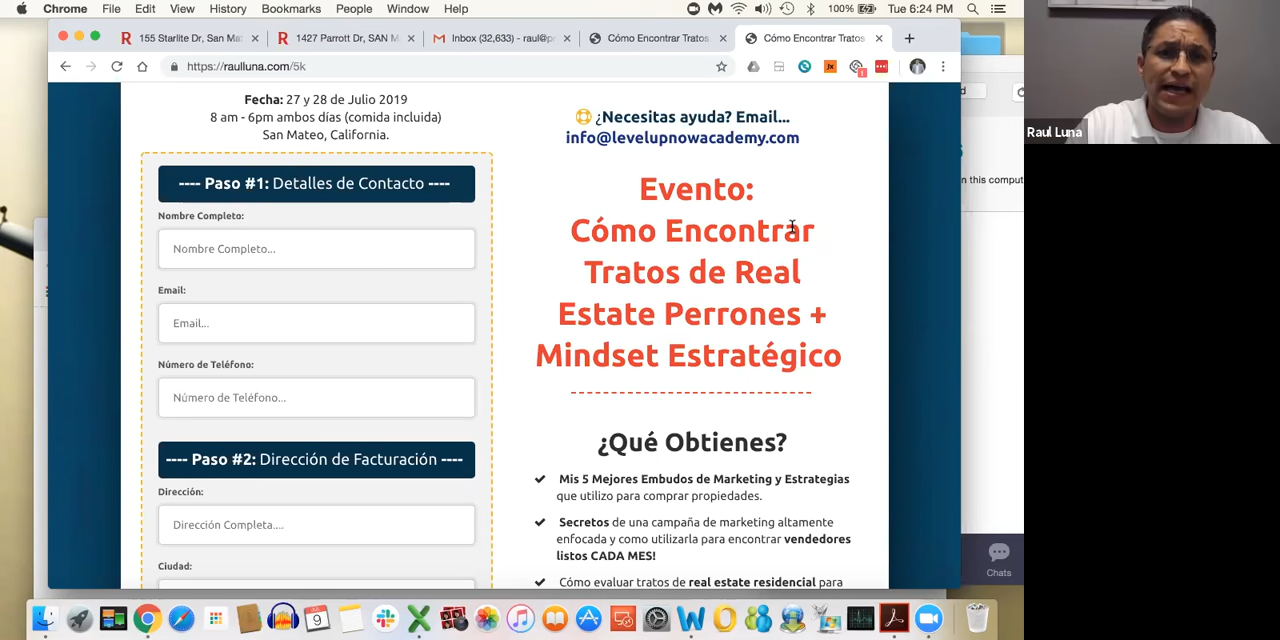 Chrome File Edit View History Bookmarks People Window Help 100% Tue 6:24 PM
155 Starlite Dr, San Ma
1427 Parrott Dr, SAN M
Inbox (32,633) - raul@p
Cómo Encontrar Tratos
Cómo Encontrar Tratos
https://raulluna.com/5k
Fecha: 27 y 28 de Julio 2019
8 am - 6pm ambos días (comida incluida)
San Mateo, California.
---- Paso #1: Detalles de Contacto ----
Nombre Completo:
Nombre Completo...
Email:
Email...
Número de Teléfono:
Número de Teléfono...
---- Paso #2: Dirección de Facturación ----
Dirección:
Dirección Completa....
Ciudad:
¿Necesitas ayuda? Email...
info@levelupnowacademy.com
Evento:
Cómo Encontrar
Tratos de Real
Estate Perrones +
Mindset Estratégico
¿Qué Obtienes?
Mis 5 Mejores Embudos de Marketing y Estrategias
que utilizo para comprar propiedades.
Secretos de una campaña de marketing altamente
enfocada y como utilizarla para encontrar vendedores
listos CADA MES!
Cómo evaluar tratos de real estate residencial para
Raul Luna
n this comput
Chats
9